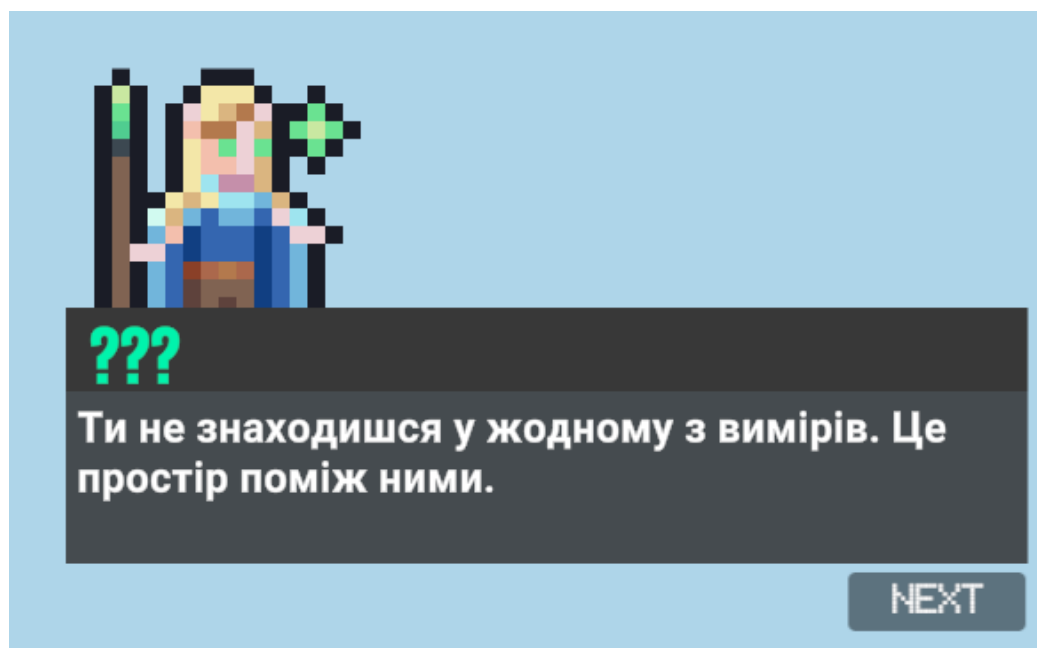 ???
Ти не знаходишся у жодному з вимірів. Це
простір поміж ними.
NEXT